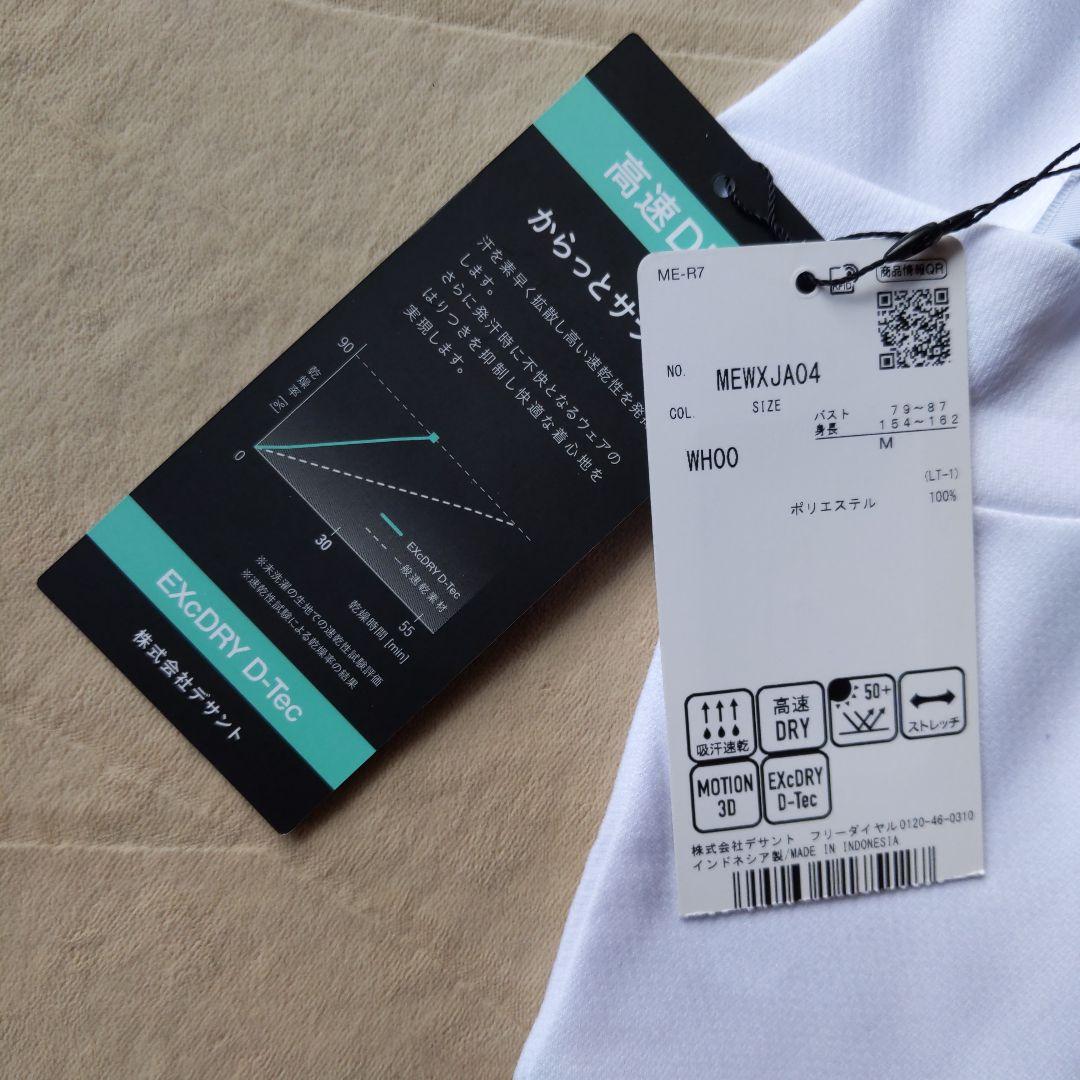 高速D
からっとサ
汗を素早く拡散し高い速乾性を発
します。
さらに発汗時に不快となるウェアの
はりつきを抑制し快適な着心地を
実現します。
90
乾燥率 [%]
0
30
55
EXcDRY D-Tec
一般速乾素材
乾燥時間 [min]
※未洗濯の生地での速乾性試験評価
※速乾性試験による乾燥率の結果
EXcDRY D-Tec
株式会社デサント
ME-R7
RFID
商品情報QR
NO. MEWXJA04
COL. SIZE バスト 79~87
身長 154~162
WH00 M
(LT-1)
ポリエステル 100%
吸汗速乾
高速
DRY
50+
ストレッチ
MOTION
3D
EXcDRY
D-Tec
株式会社デサント フリーダイヤル0120-46-0310
インドネシア製/MADE IN INDONESIA